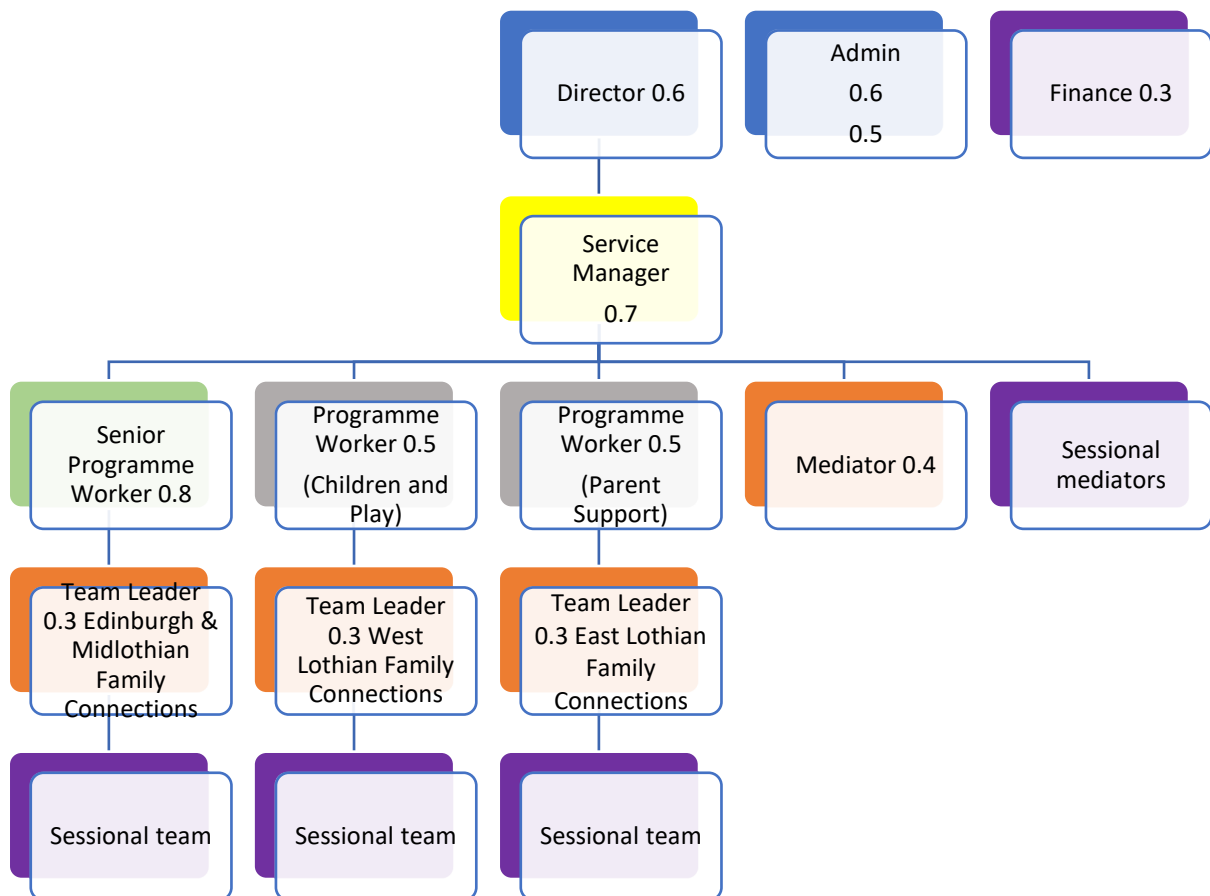 Director 0.6
Admin
0.6
0.5
Finance 0.3
Service
Manager
0.7
Senior
Programme
Worker 0.8
Programme
Worker 0.5
(Children and
Play)
Programme
Worker 0.5
(Parent
Support)
Mediator 0.4
Sessional
mediators
Team Leader
0.3 Edinburgh &
Midlothian
Family
Connections
Team Leader
0.3 West
Lothian Family
Connections
Team Leader
0.3 East Lothian
Family
Connections
Sessional team
Sessional team
Sessional team